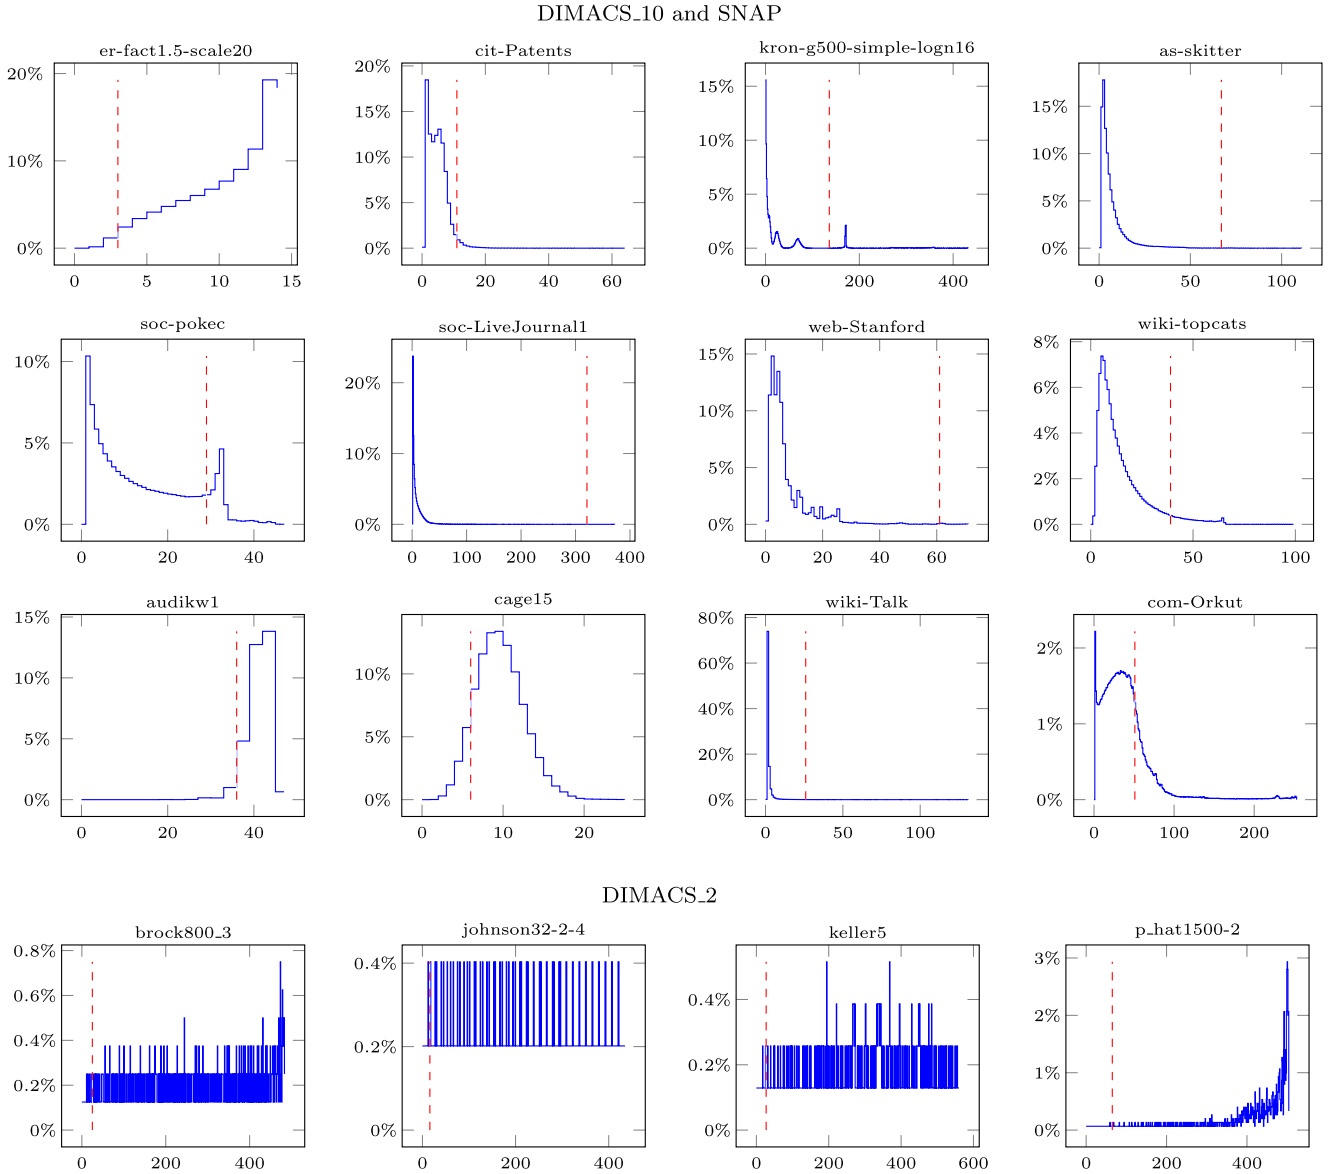 DIMACS_10 and SNAP
er-fact1.5-scale20
20%
10%
0%
0 5 10 15
cit-Patents
20%
15%
10%
5%
0%
0 20 40 60
kron-g500-simple-logn16
15%
10%
5%
0%
0 200 400
as-skitter
15%
10%
5%
0%
0 50 100
soc-pokec
10%
5%
0%
0 20 40
soc-LiveJournal1
20%
10%
0%
0 100 200 300 400
web-Stanford
15%
10%
5%
0%
0 20 40 60
wiki-topcats
8%
6%
4%
2%
0%
0 50 100
audikw1
15%
10%
5%
0%
0 20 40
cage15
10%
5%
0%
0 10 20
wiki-Talk
80%
60%
40%
20%
0%
0 50 100
com-Orkut
2%
1%
0%
0 100 200
DIMACS_2
brock800_3
0.8%
0.6%
0.4%
0.2%
0%
0 200 400
johnson32-2-4
0.4%
0.2%
0%
0 200 400
keller5
0.4%
0.2%
0%
0 200 400 600
p_hat1500-2
3%
2%
1%
0%
0 200 400